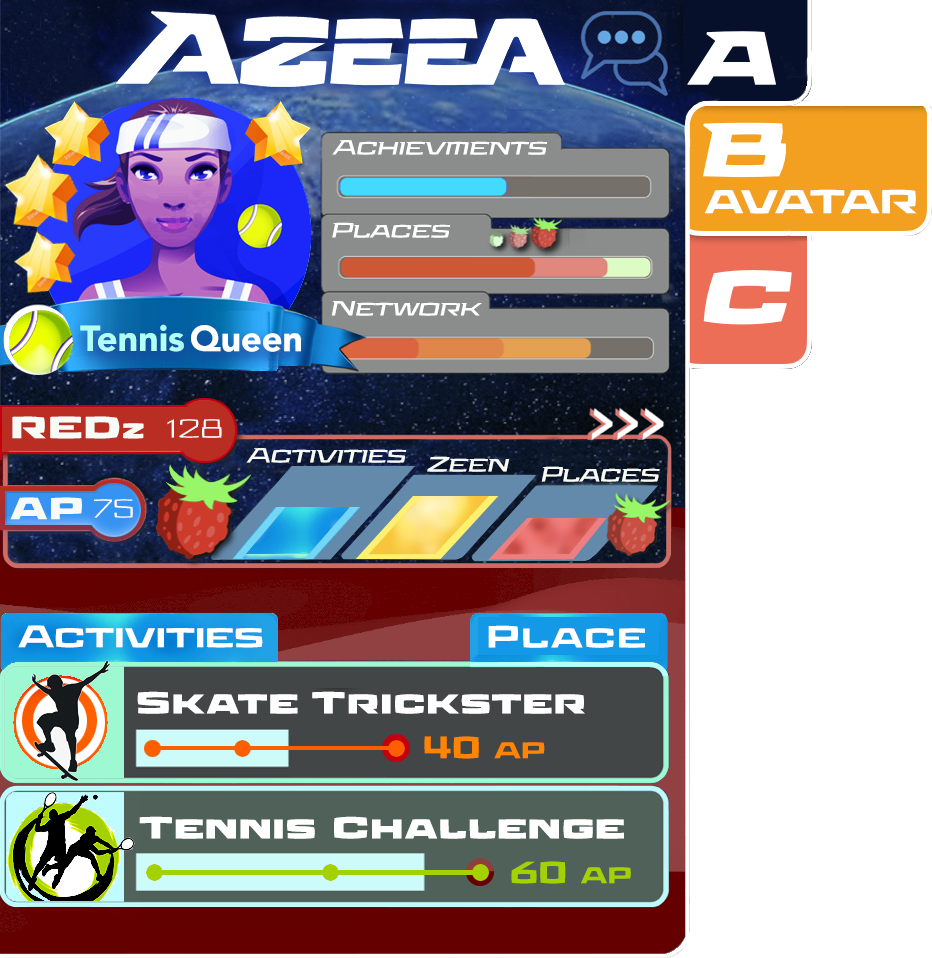 AZEEA
A
B
AVATAR
C
ACHIEVMENTS
PLACES
NETWORK
Tennis Queen
REDz 128
>>>
AP 75
ACTIVITIES
ZEEN
PLACES
ACTIVITIES
PLACE
SKATE TRICKSTER
40 AP
TENNIS CHALLENGE
60 AP